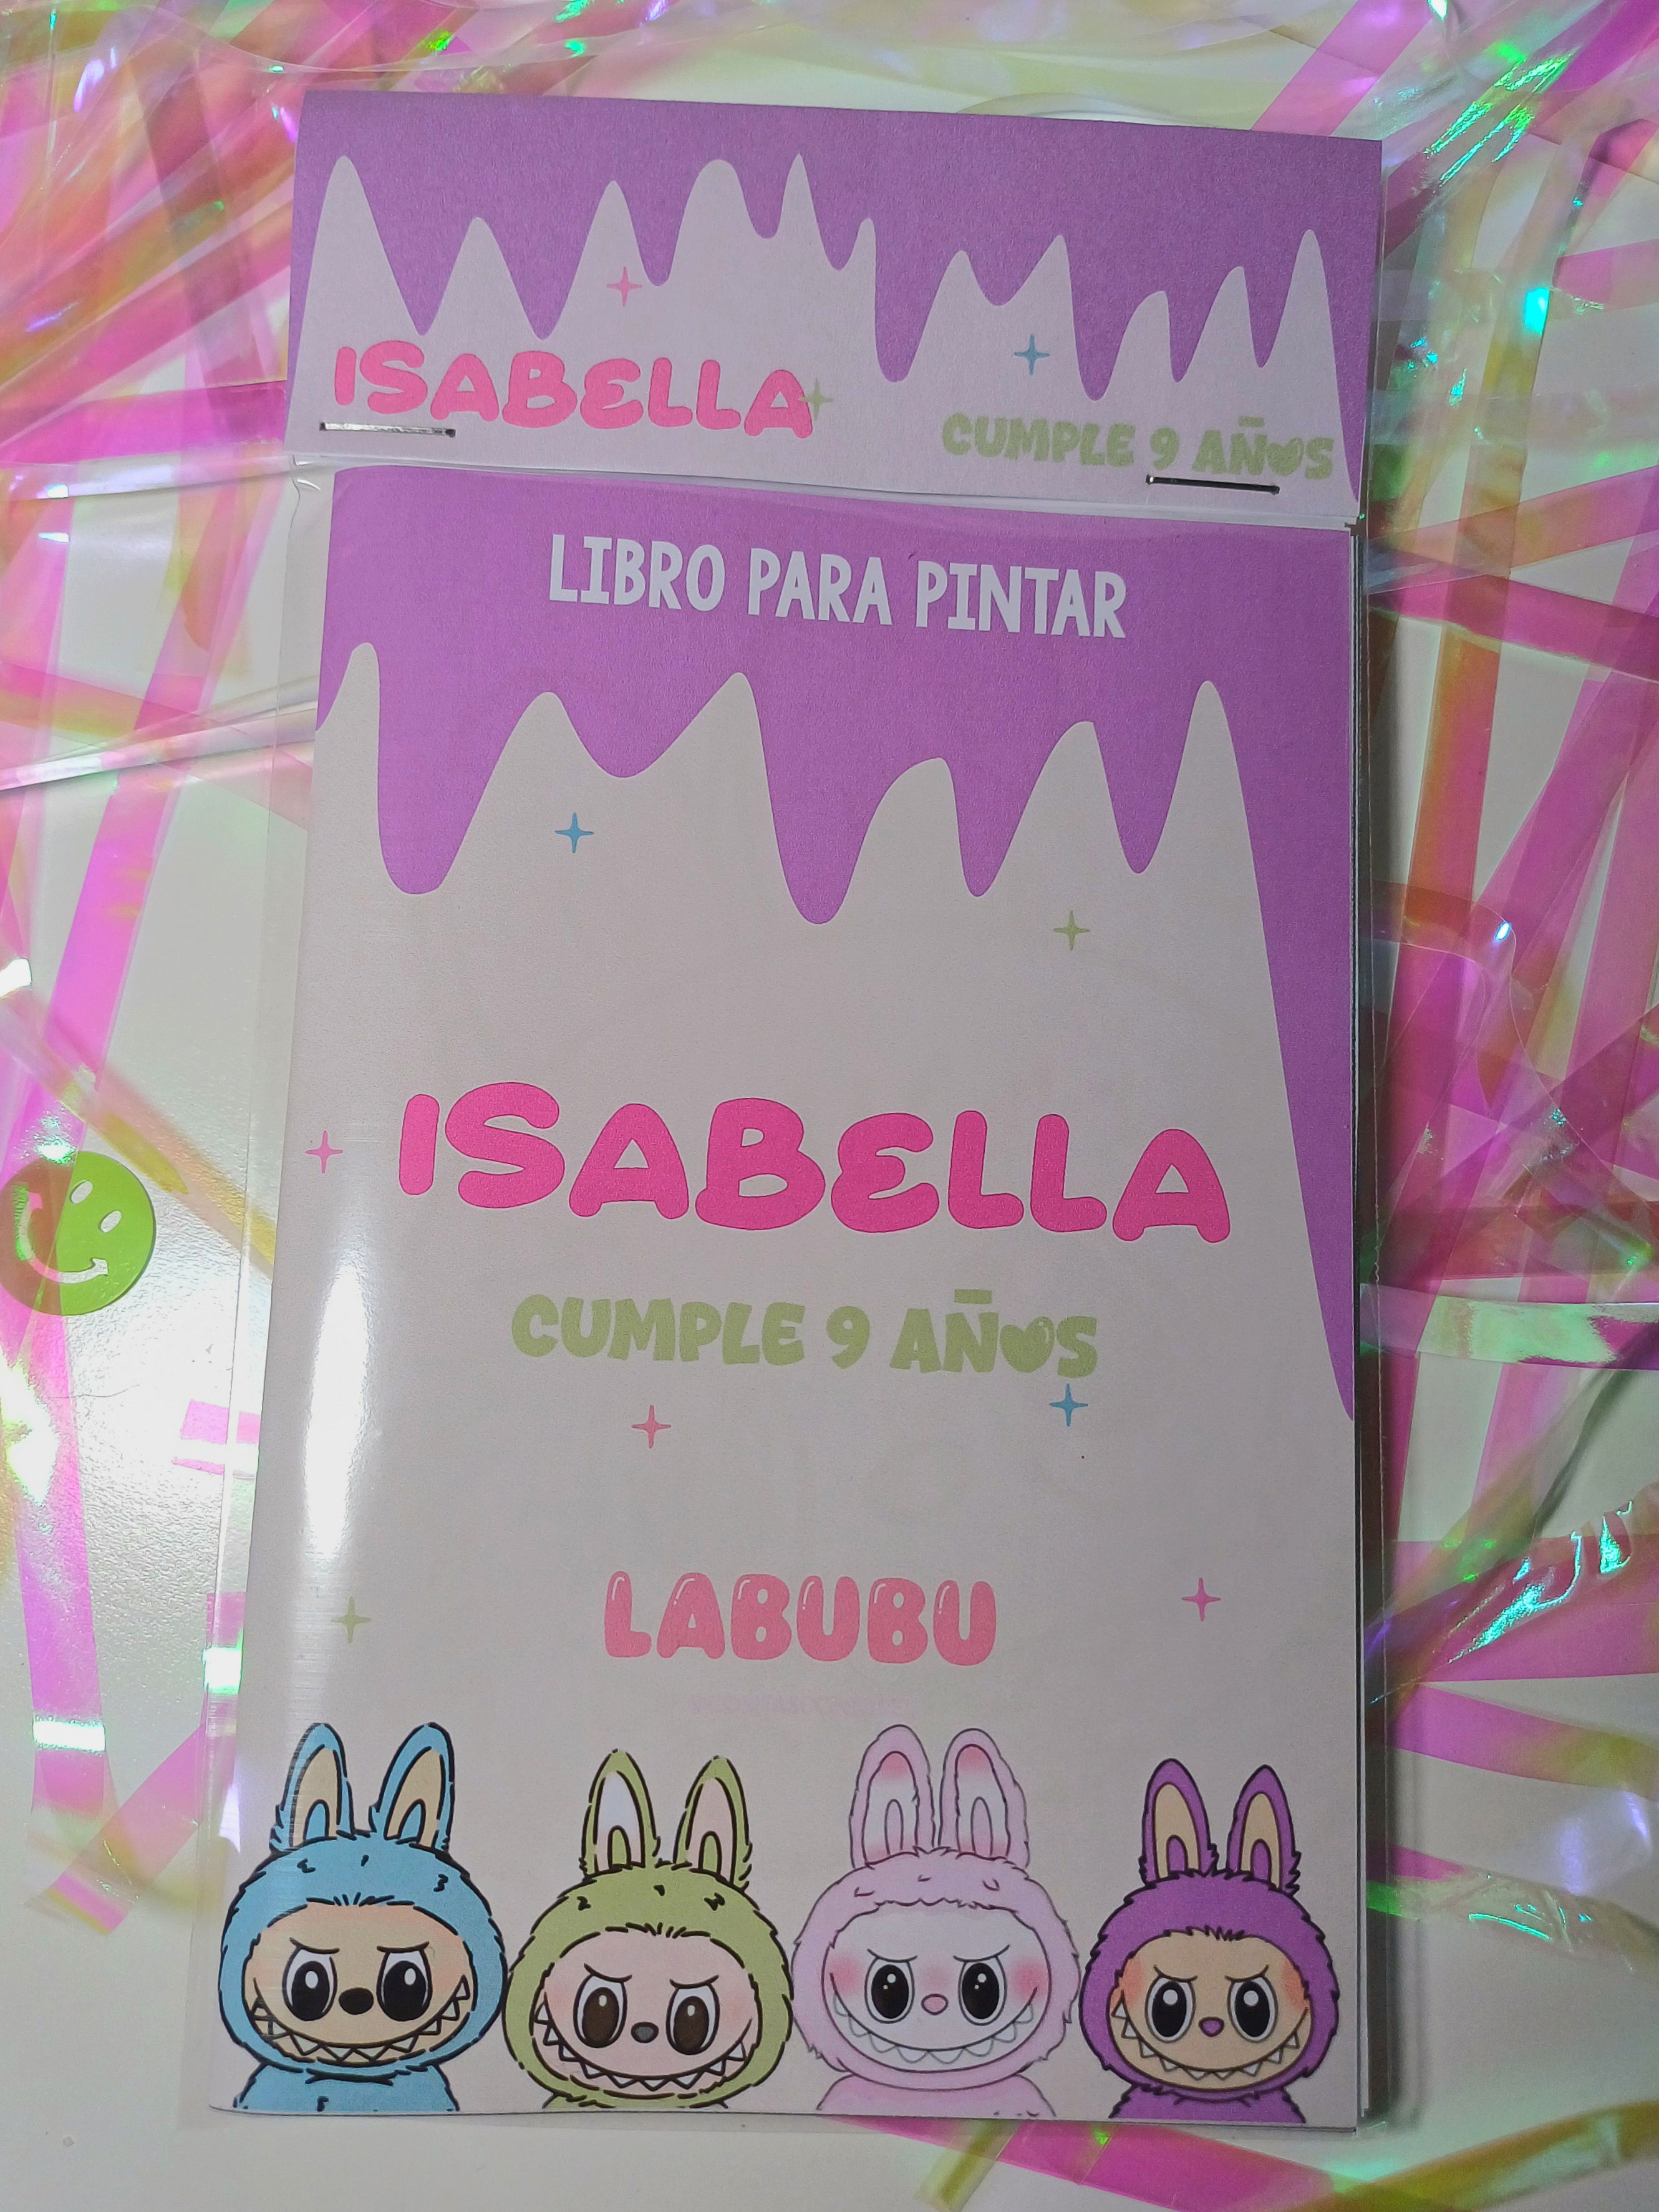 ISABELLA
CUMPLE 9 AÑOS
LIBRO PARA PINTAR
ISABELLA
CUMPLE 9 AÑOS
LABUBU